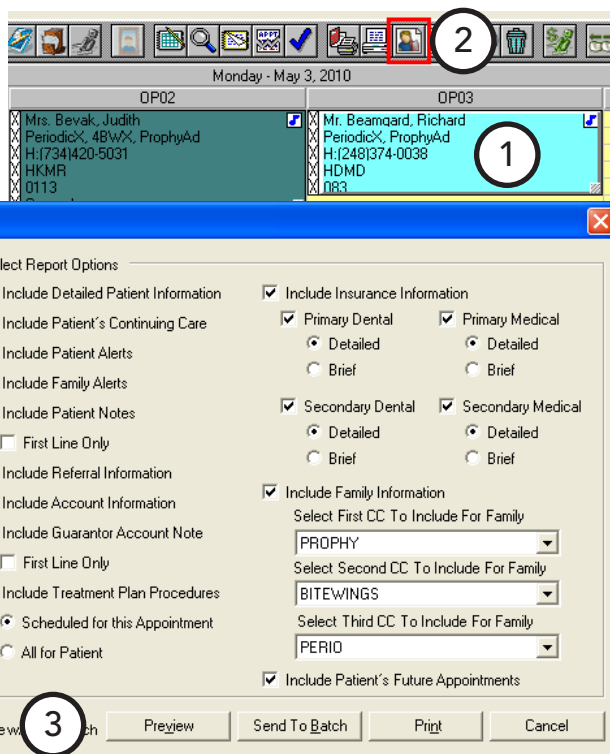 2
APPT
Monday - May 3, 2010
OP02
OP03
X Mrs. Bevak, Judith
X PeriodicX, 4BWX, ProphyAd
X H:(734)420-5031
X HKMR
X 0113
X Mr. Beamgard, Richard
X PeriodicX, ProphyAd
X H:(248)374-0038
X HDMD
X 083
1
lect Report Options
Include Detailed Patient Information
Include Patient's Continuing Care
Include Patient Alerts
Include Family Alerts
Include Patient Notes
First Line Only
Include Referral Information
Include Account Information
Include Guarantor Account Note
First Line Only
Include Treatment Plan Procedures
Scheduled for this Appointment
All for Patient
Include Insurance Information
Primary Dental
Detailed
Brief
Primary Medical
Detailed
Brief
Secondary Dental
Detailed
Brief
Secondary Medical
Detailed
Brief
Include Family Information
Select First CC To Include For Family
PROPHY
Select Second CC To Include For Family
BITEWINGS
Select Third CC To Include For Family
PERIO
Include Patient's Future Appointments
3
Preview
Send To Batch
Print
Cancel